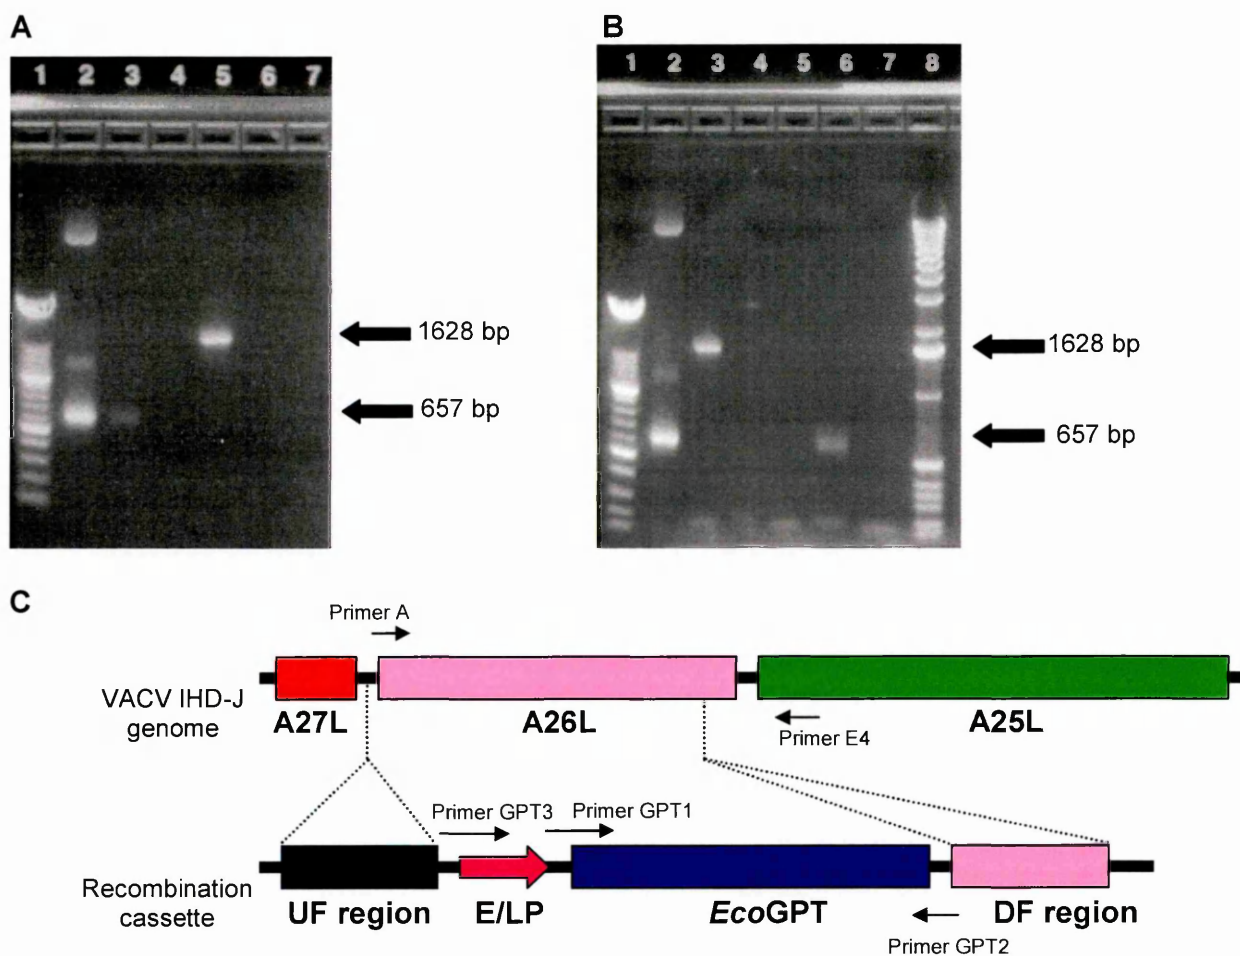 A
B
1 2 3 4 5 6 7
1 2 3 4 5 6 7 8
1628 bp
657 bp
1628 bp
657 bp
C
Primer A
VACV IHD-J
genome
A27L
A26L
A25L
Primer E4
Primer GPT3
Primer GPT1
Recombination
cassette
UF region
E/LP
EcoGPT
DF region
Primer GPT2